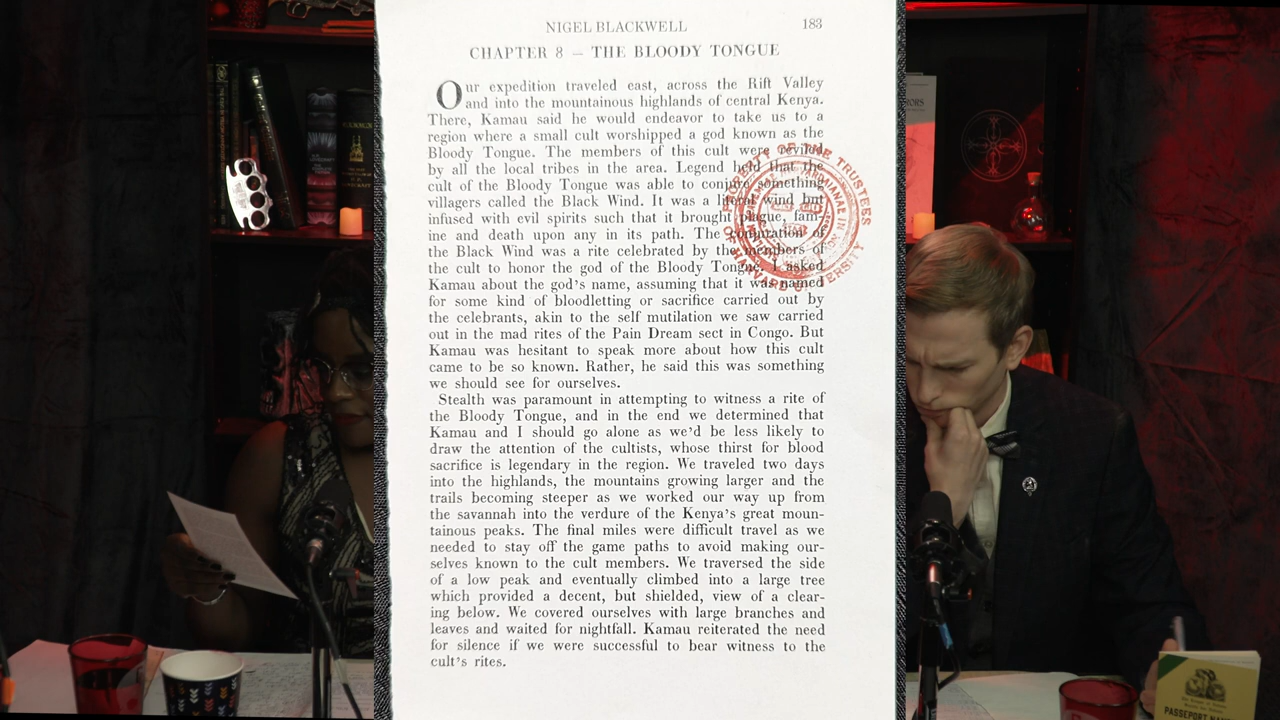 NIGEL BLACKWELL
183
CHAPTER 8 – THE BLOODY TONGUE
Our expedition traveled east, across the Rift Valley
and into the mountainous highlands of central Kenya.
There, Kamau said he would endeavor to take us to a
region where a small cult worshipped a god known as the
Bloody Tongue. The members of this cult were reviled
by all the local tribes in the area. Legend held that the
cult of the Bloody Tongue was able to conjure something
villagers called the Black Wind. It was a literal wind but
infused with evil spirits such that it brought plague, fam-
ine and death upon any in its path. The conjuration of
the Black Wind was a rite celebrated by the members of
the cult to honor the god of the Bloody Tongue. I asked
Kamau about the god's name, assuming that it was named
for some kind of bloodletting or sacrifice carried out by
the celebrants, akin to the self mutilation we saw carried
out in the mad rites of the Pain Dream sect in Congo. But
Kamau was hesitant to speak more about how this cult
came to be so known. Rather, he said this was something
we should see for ourselves.
Stealth was paramount in attempting to witness a rite of
the Bloody Tongue, and in the end we determined that
Kamau and I should go alone as we'd be less likely to
draw the attention of the cultists, whose thirst for blood
sacrifice is legendary in the region. We traveled two days
into the highlands, the mountains growing larger and the
trails becoming steeper as we worked our way up from
the savannah into the verdure of the Kenya's great moun-
tainous peaks. The final miles were difficult travel as we
needed to stay off the game paths to avoid making our-
selves known to the cult members. We traversed the side
of a low peak and eventually climbed into a large tree
which provided a decent, but shielded, view of a clear-
ing below. We covered ourselves with large branches and
leaves and waited for nightfall. Kamau reiterated the need
for silence if we were successful to bear witness to the
cult's rites.
OF THE TRUSTEES
OF HARVARD UNIVERSITY
PASSEPORT